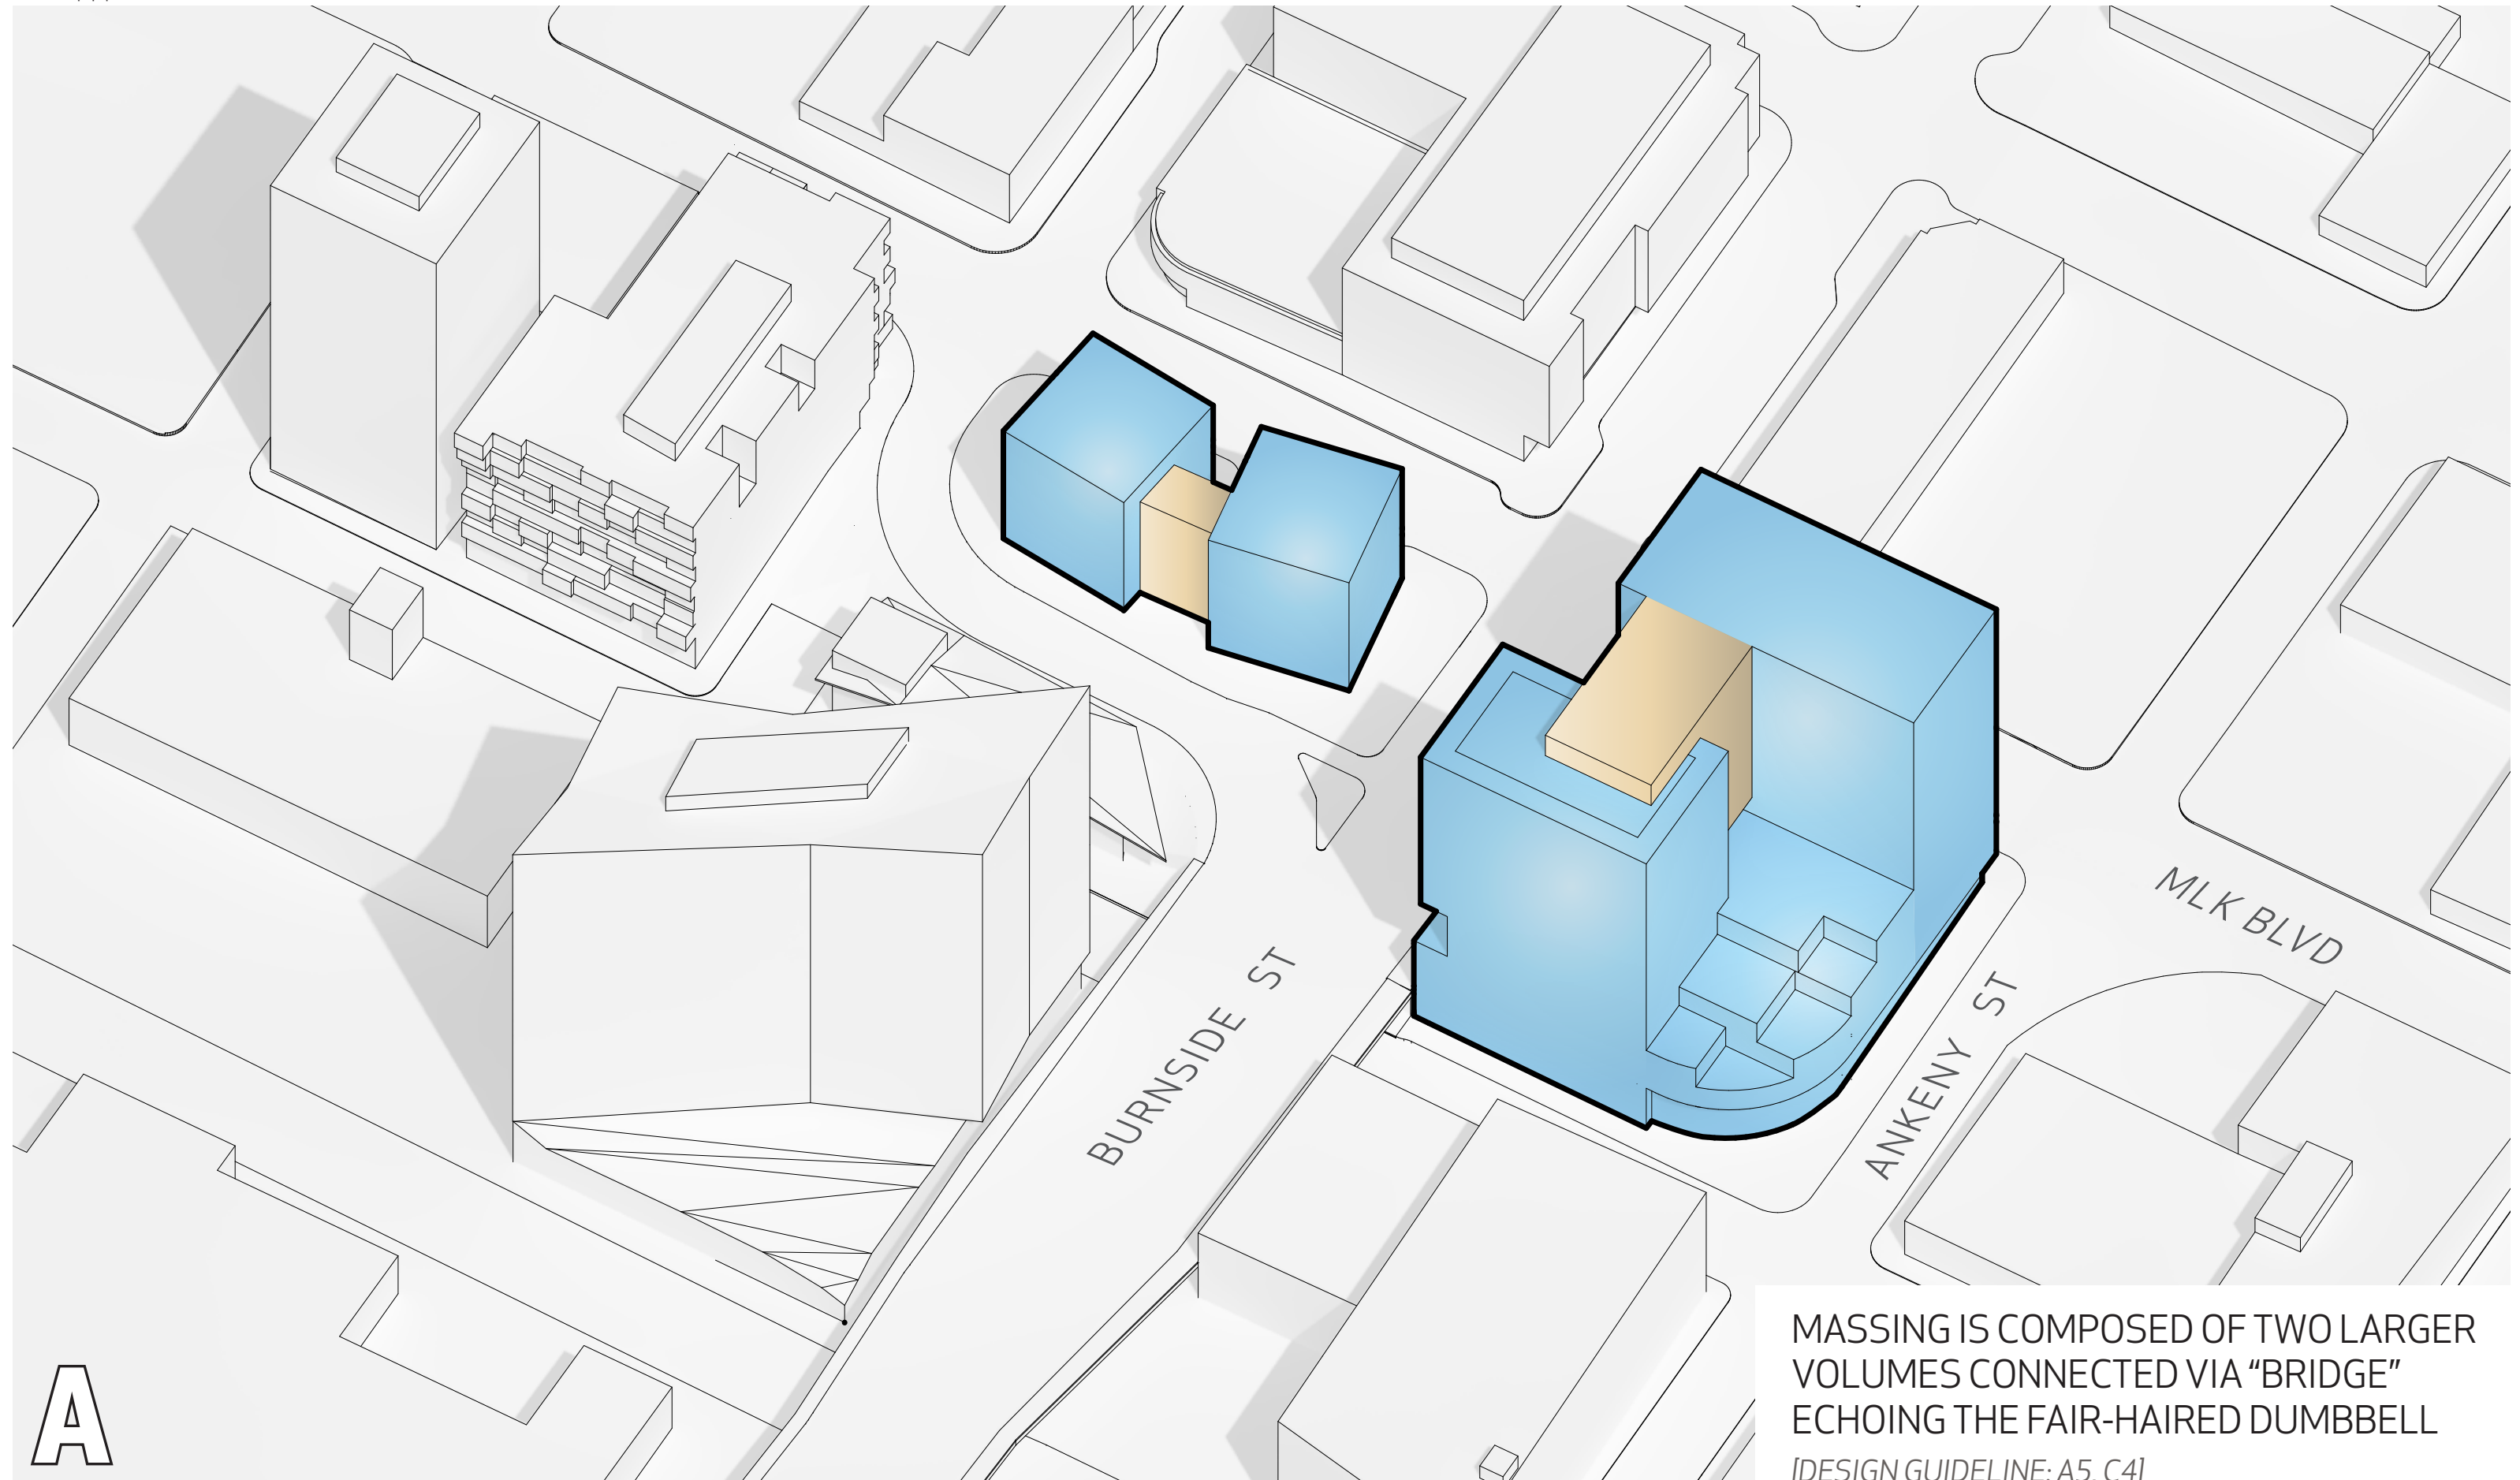 BURNSIDE ST
MLK BLVD
ANKENY ST
A
MASSING IS COMPOSED OF TWO LARGER
VOLUMES CONNECTED VIA “BRIDGE”
ECHOING THE FAIR-HAIRED DUMBBELL
[DESIGN GUIDELINE: A5, C4]